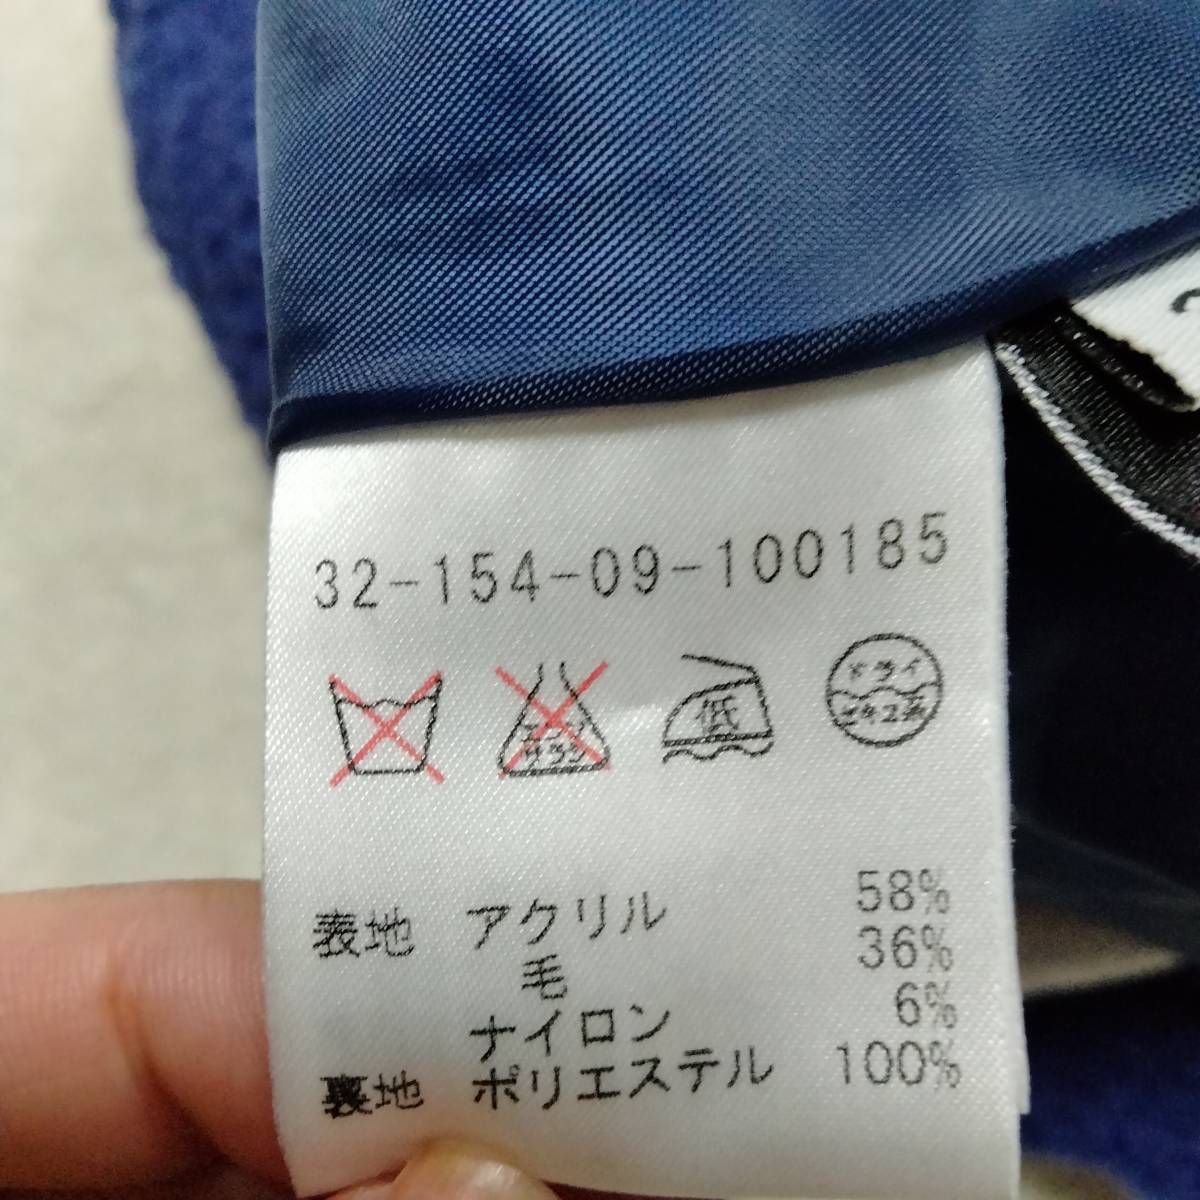 32-154-09-100185
低 ドライ
セキユ系
表地 アクリル 58%
毛 36%
ナイロン 6%
裏地 ポリエステル 100%